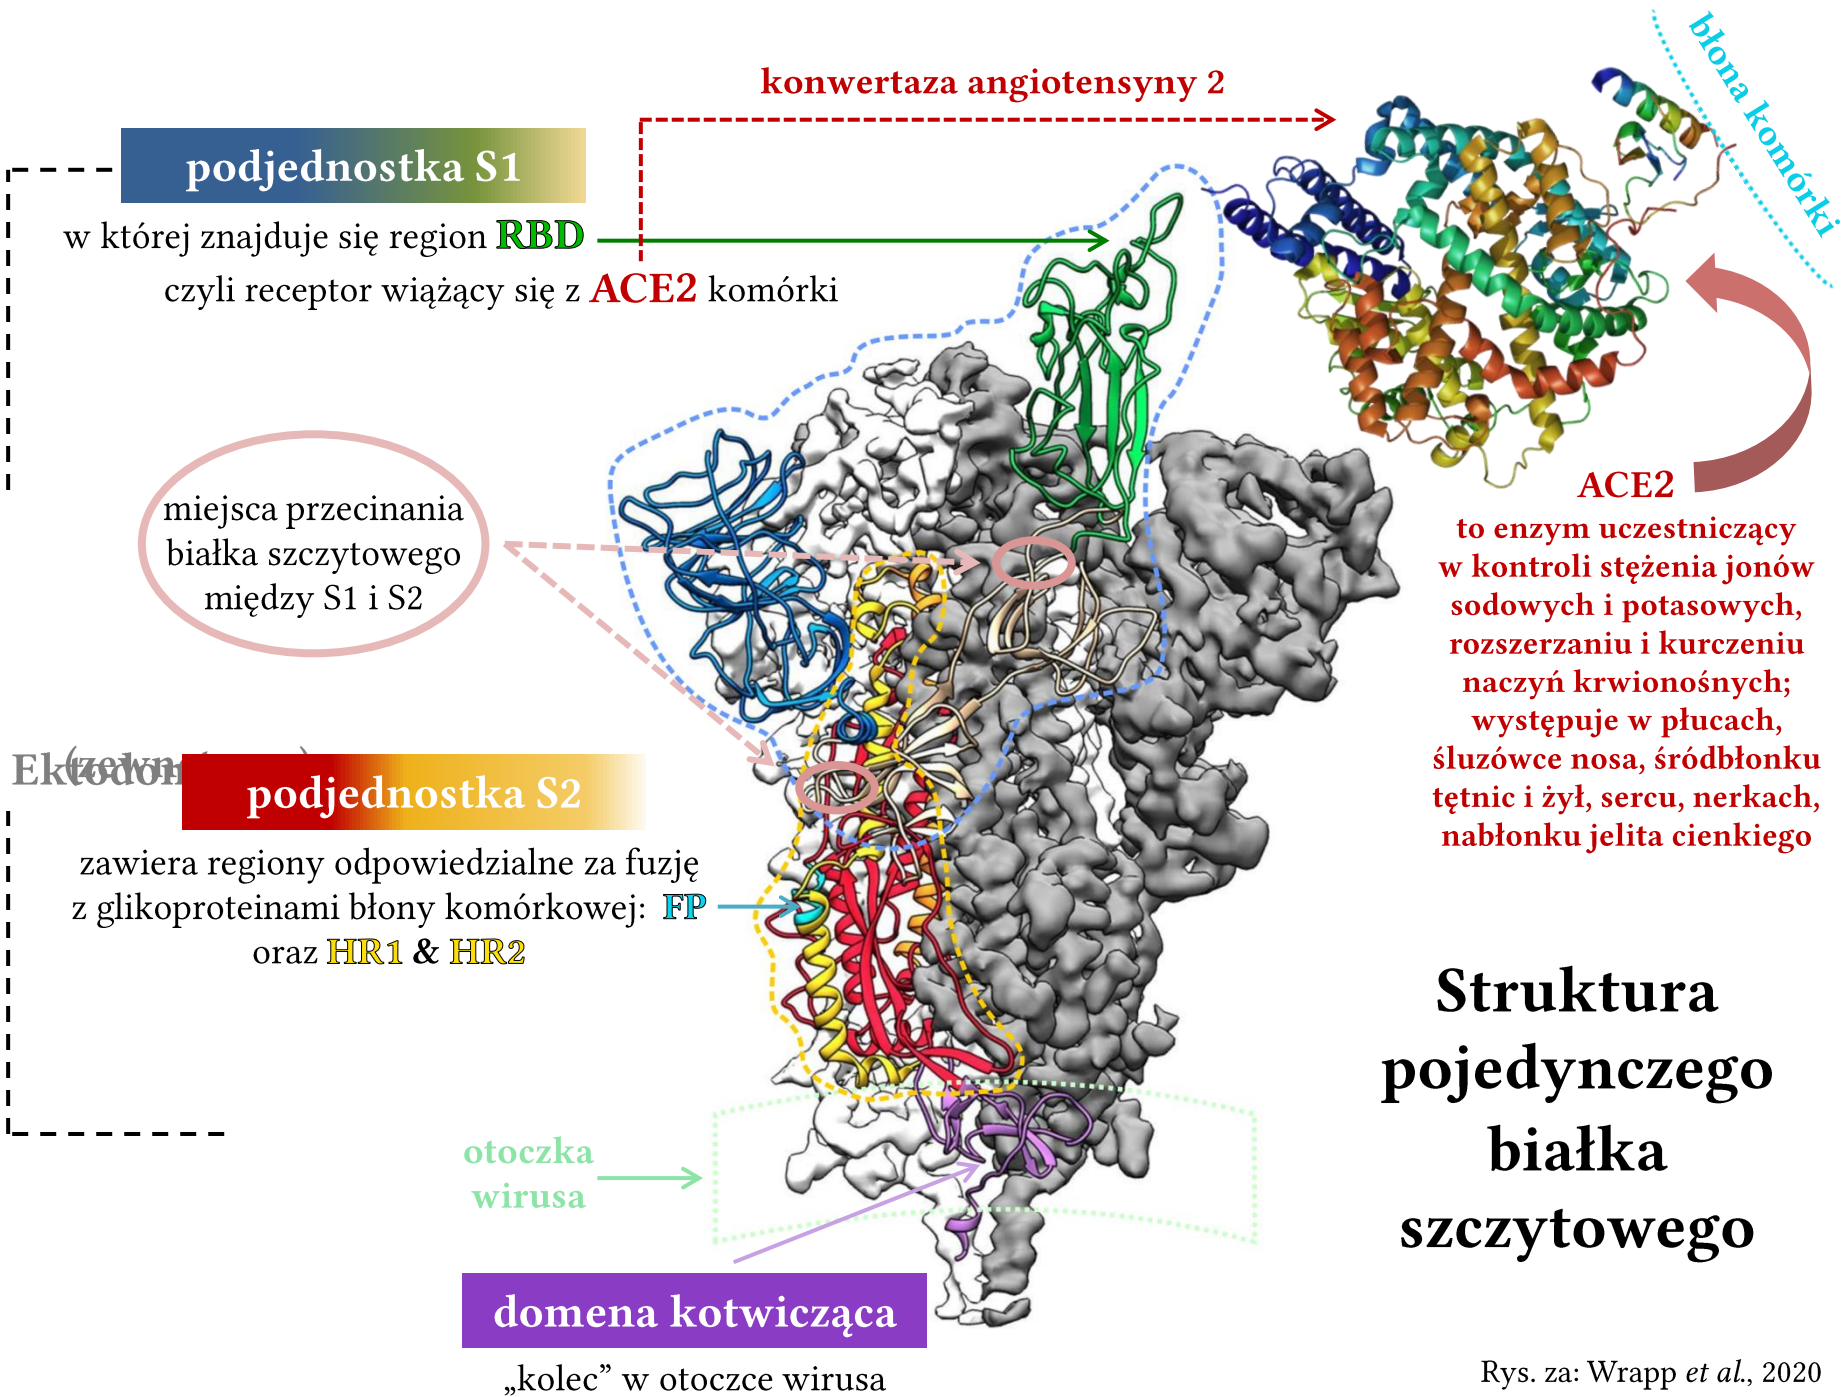 błona komórki
konwertaza angiotensyny 2
podjednostka S1
w której znajduje się region RBD
czyli receptor wiążący się z ACE2 komórki
miejsca przecinania
białka szczytowego
między S1 i S2
ACE2
to enzym uczestniczący
w kontroli stężenia jonów
sodowych i potasowych,
rozszerzaniu i kurczeniu
naczyń krwionośnych;
występuje w płucach,
śluzówce nosa, śródbłonku
tętnic i żył, sercu, nerkach,
nabłonku jelita cienkiego
podjednostka S2
zawiera regiony odpowiedzialne za fuzję
z glikoproteinami błony komórkowej: FP
oraz HR1 & HR2
Struktura
pojedynczego
białka
szczytowego
otoczka
wirusa
domena kotwicząca
„kolec” w otoczce wirusa
Rys. za: Wrapp et al., 2020